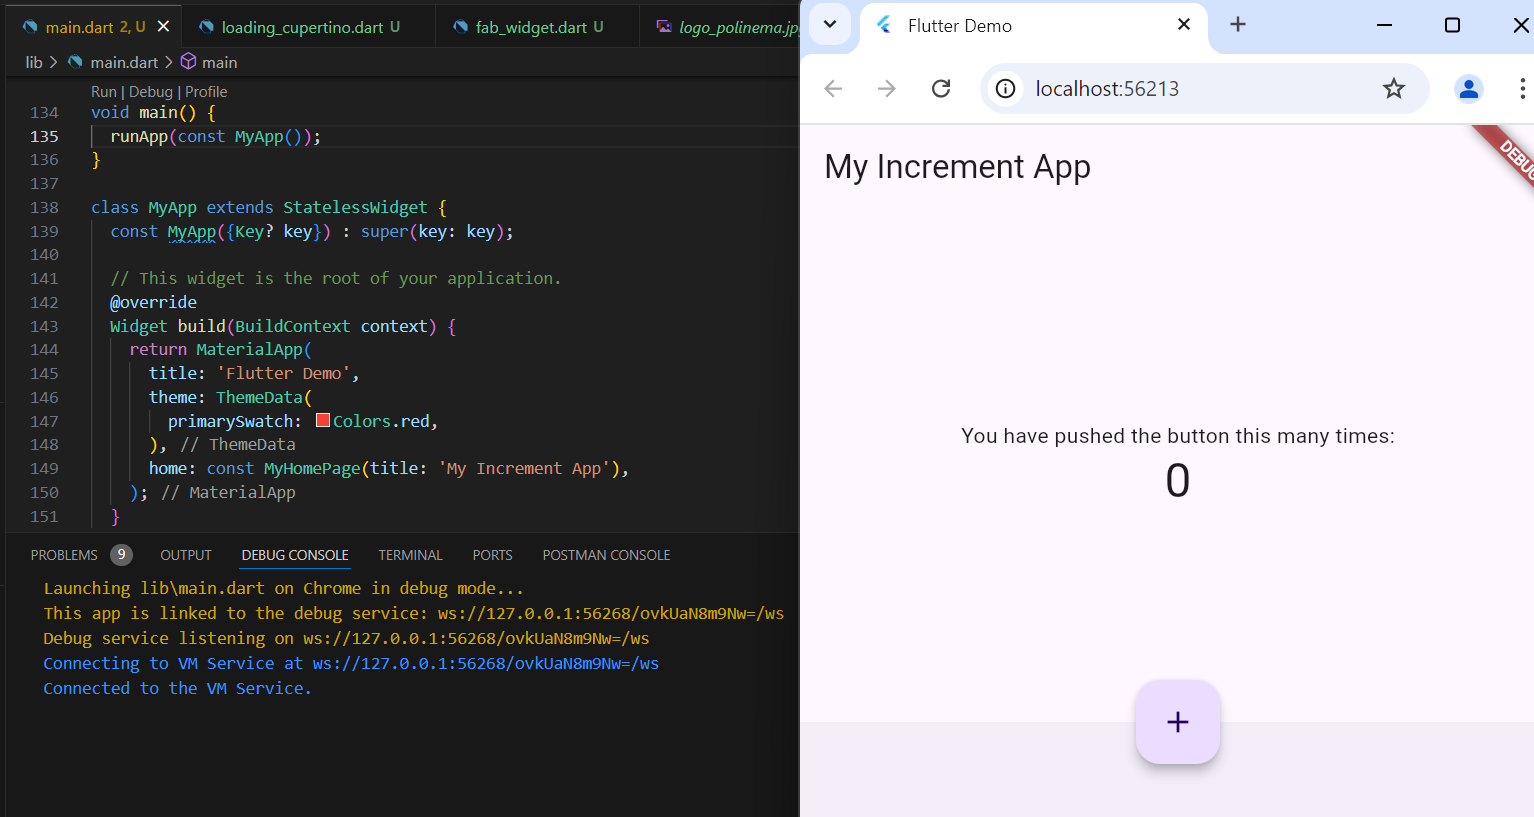 main.dart 2, U
loading_cupertino.dart U
fab_widget.dart U
logo_polinema.jpg
lib > main.dart > main
Run | Debug | Profile
134 void main() {
135 runApp(const MyApp());
136 }
137
138 class MyApp extends StatelessWidget {
139 const MyApp({Key? key}) : super(key: key);
140
141 // This widget is the root of your application.
142 @override
143 Widget build(BuildContext context) {
144 return MaterialApp(
145 title: 'Flutter Demo',
146 theme: ThemeData(
147 primarySwatch: Colors.red,
148 ), // ThemeData
149 home: const MyHomePage(title: 'My Increment App'),
150 ); // MaterialApp
151 }
PROBLEMS 9 OUTPUT DEBUG CONSOLE TERMINAL PORTS POSTMAN CONSOLE
Launching lib\main.dart on Chrome in debug mode...
This app is linked to the debug service: ws://127.0.0.1:56268/ovkUaN8m9Nw=/ws
Debug service listening on ws://127.0.0.1:56268/ovkUaN8m9Nw=/ws
Connecting to VM Service at ws://127.0.0.1:56268/ovkUaN8m9Nw=/ws
Connected to the VM Service.
Flutter Demo
localhost:56213
My Increment App
DEBUG
You have pushed the button this many times:
0
+